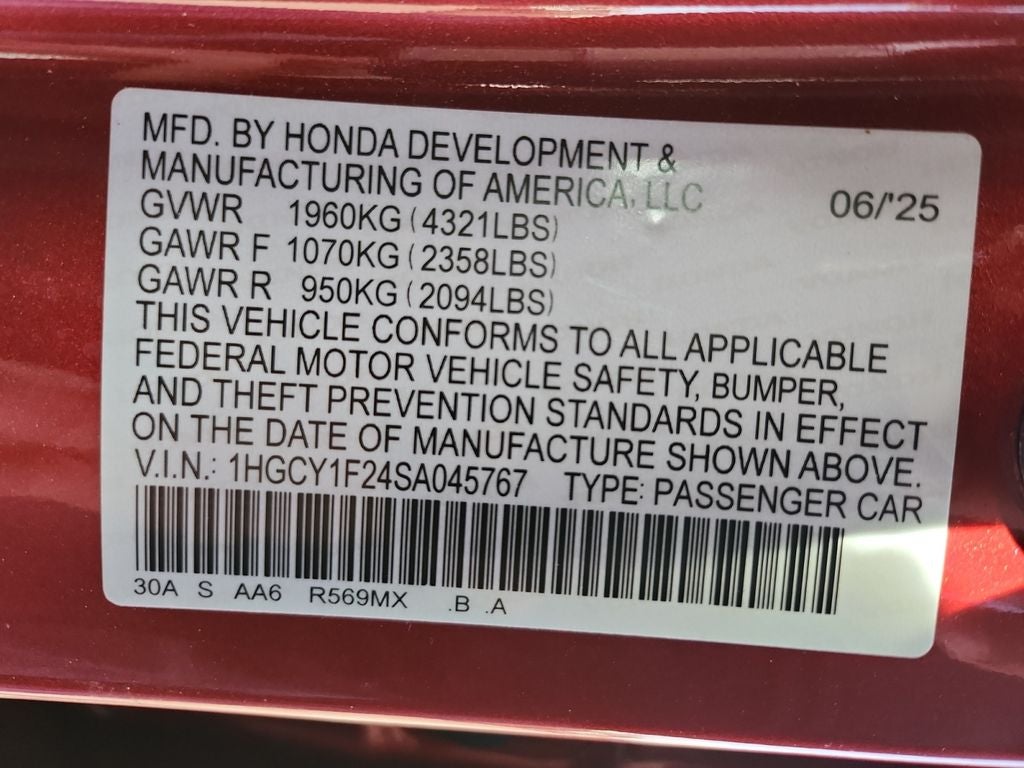 MFD. BY HONDA DEVELOPMENT &
MANUFACTURING OF AMERICA, LLC 06/'25
GVWR 1960KG (4321LBS)
GAWR F 1070KG (2358LBS)
GAWR R 950KG (2094LBS)
THIS VEHICLE CONFORMS TO ALL APPLICABLE
FEDERAL MOTOR VEHICLE SAFETY, BUMPER,
AND THEFT PREVENTION STANDARDS IN EFFECT
ON THE DATE OF MANUFACTURE SHOWN ABOVE.
V.I.N.: 1HGCY1F24SA045767 TYPE: PASSENGER CAR
30A S AA6 R569MX .B .A